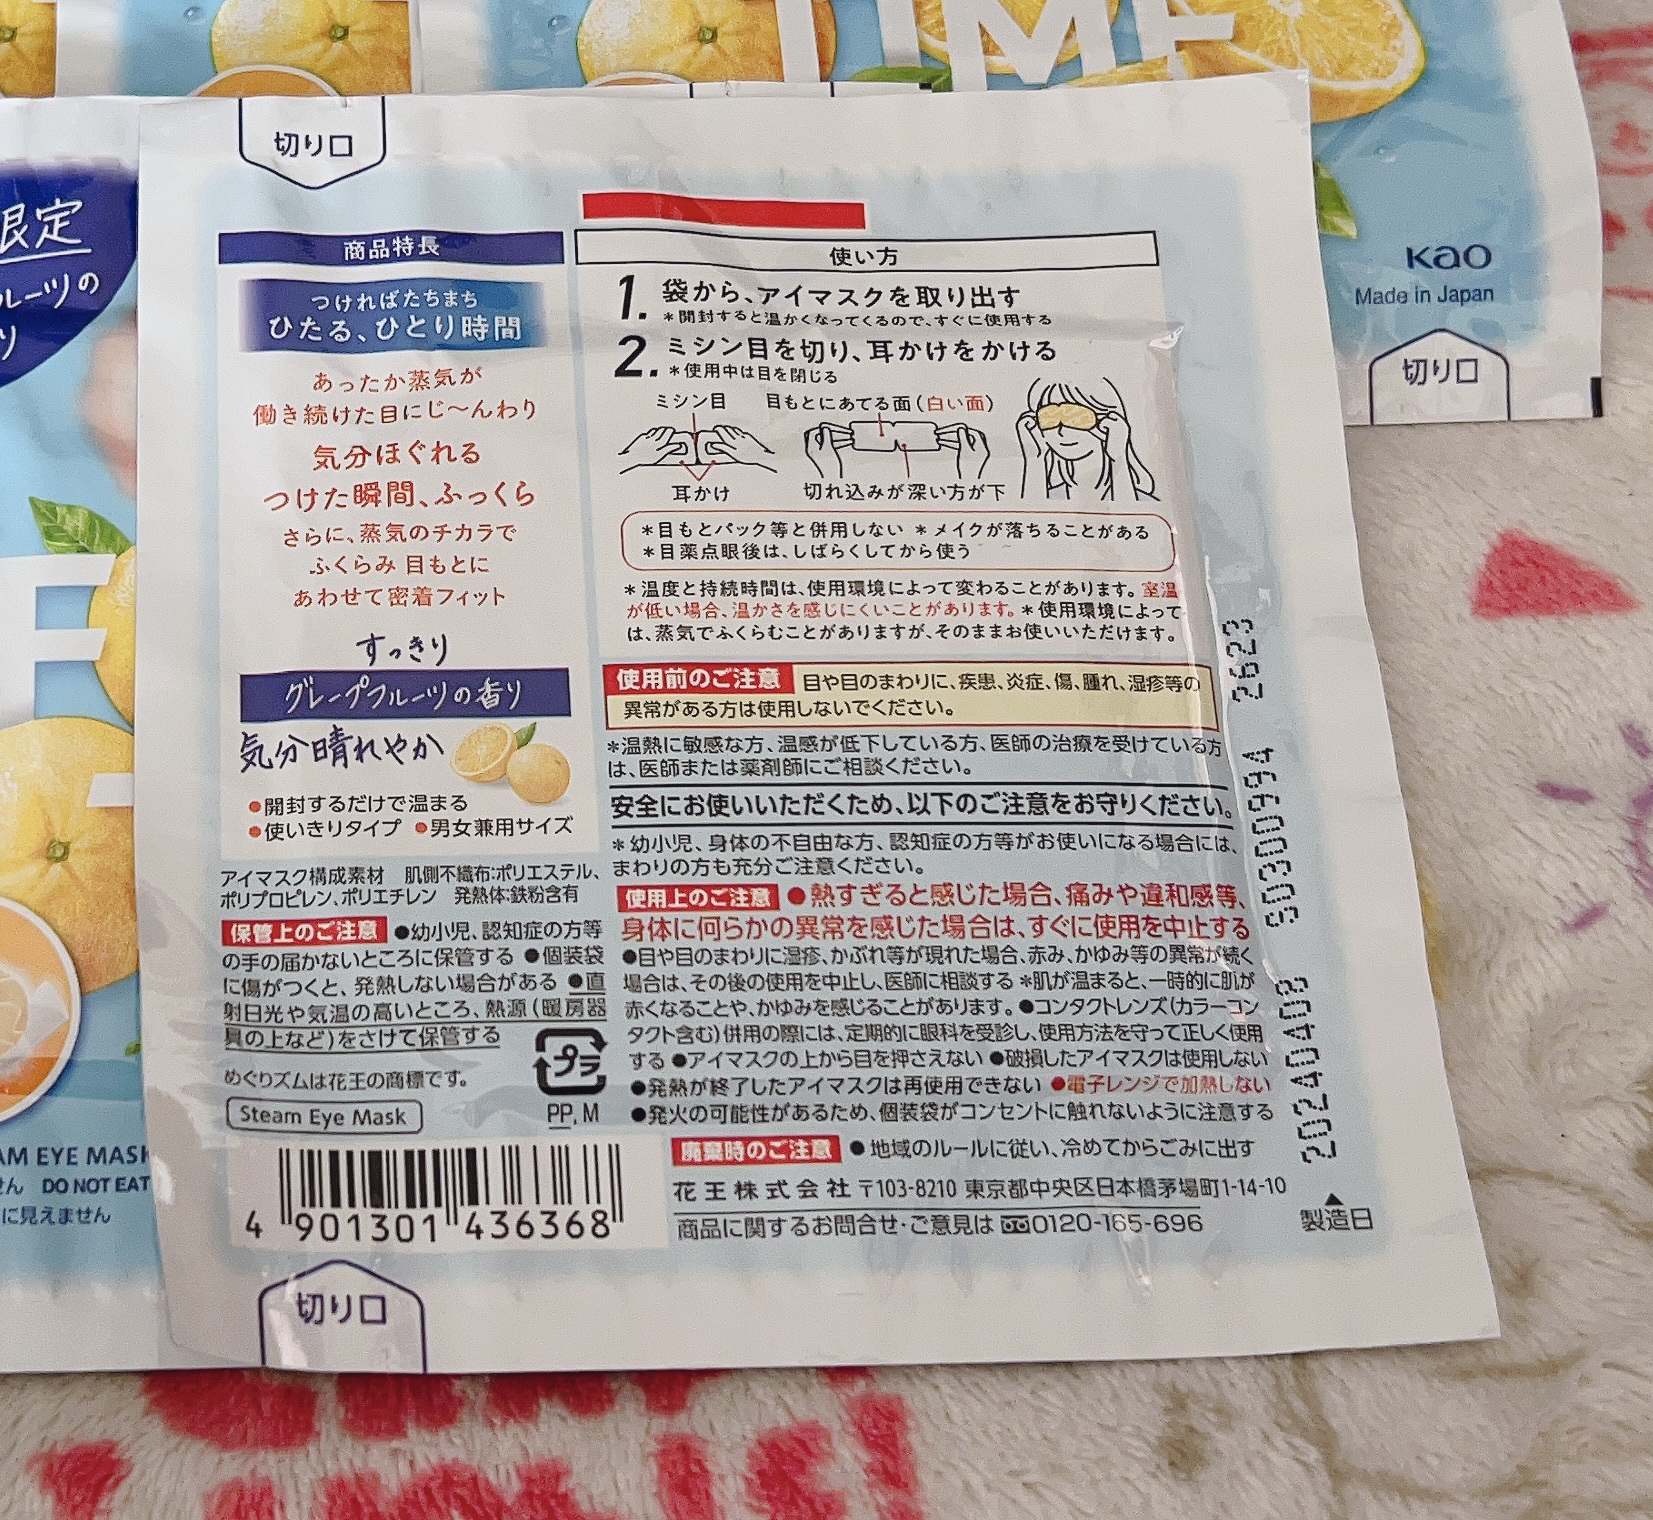 TIME
切り口
限定
ルーツの
り
kao
Made in Japan
切り口
商品特長
つければたちまち
ひたる、ひとり時間
あったか蒸気が
働き続けた目にじ〜んわり
気分ほぐれる
つけた瞬間、ふっくら
さらに、蒸気のチカラで
ふくらみ 目もとに
あわせて密着フィット
すっきり
グレープフルーツの香り
気分晴れやか
●開封するだけで温まる
●使いきりタイプ ●男女兼用サイズ
アイマスク構成素材 肌側不織布:ポリエステル、
ポリプロピレン、ポリエチレン 発熱体:鉄粉含有
保管上のご注意 ●幼小児、認知症の方等
の手の届かないところに保管する ●個装袋
に傷がつくと、発熱しない場合がある ●直
射日光や気温の高いところ、熱源(暖房器
具の上など)をさけて保管する
めぐりズムは花王の商標です。
プラ
Steam Eye Mask
PP, M
4 901301 436368
使い方
1. 袋から、アイマスクを取り出す
*開封すると温かくなってくるので、すぐに使用する
2. ミシン目を切り、耳かけをかける
*使用中は目を閉じる
ミシン目 目もとにあてる面(白い面)
耳かけ 切れ込みが深い方が下
*目もとパック等と併用しない *メイクが落ちることがある
*目薬点眼後は、しばらくしてから使う
*温度と持続時間は、使用環境によって変わることがあります。室温
が低い場合、温かさを感じにくいことがあります。*使用環境によって
は、蒸気でふくらむことがありますが、そのままお使いいただけます。
使用前のご注意 目や目のまわりに、疾患、炎症、傷、腫れ、湿疹等の
異常がある方は使用しないでください。
*温熱に敏感な方、温感が低下している方、医師の治療を受けている方
は、医師または薬剤師にご相談ください。
安全にお使いいただくため、以下のご注意をお守りください。
*幼小児、身体の不自由な方、認知症の方等がお使いになる場合には、
まわりの方も充分ご注意ください。
使用上のご注意 ●熱すぎると感じた場合、痛みや違和感等、
身体に何らかの異常を感じた場合は、すぐに使用を中止する
●目や目のまわりに湿疹、かぶれ等が現れた場合、赤み、かゆみ等の異常が続く
場合は、その後の使用を中止し、医師に相談する *肌が温まると、一時的に肌が
赤くなることや、かゆみを感じることがあります。●コンタクトレンズ(カラーコン
タクト含む)併用の際には、定期的に眼科を受診し、使用方法を守って正しく使用
する ●アイマスクの上から目を押さえない ●破損したアイマスクは使用しない
●発熱が終了したアイマスクは再使用できない ●電子レンジで加熱しない
●発火の可能性があるため、個装袋がコンセントに触れないように注意する
廃棄時のご注意 ●地域のルールに従い、冷めてからごみに出す
花王株式会社 〒103-8210 東京都中央区日本橋茅場町1-14-10
商品に関するお問合せ・ご意見は 0120-165-696
20240408 S030094 2623
製造日
切り口
AM EYE MASK
せん DO NOT EAT
に見えません